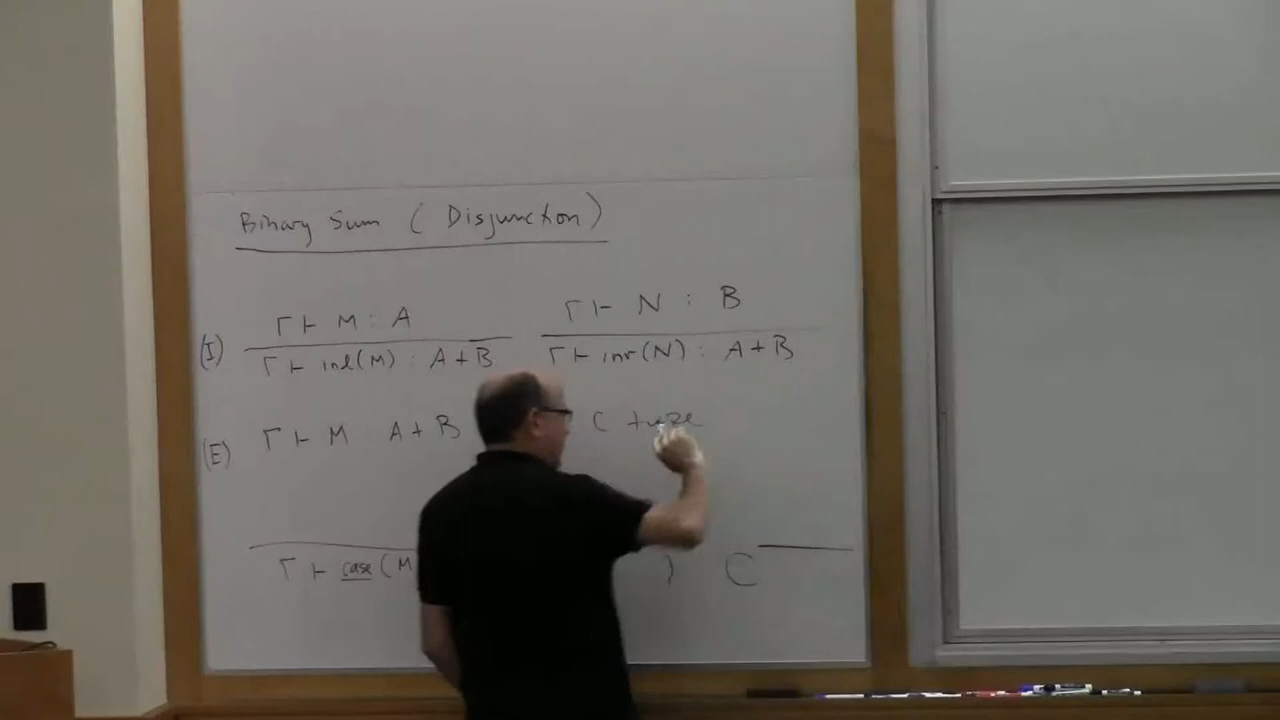 Binary Sum (Disjunction)
Γ ⊢ M : A
Γ ⊢ N : B
(I)
Γ ⊢ inl(M) : A+B
Γ ⊢ inr(N) : A+B
(E) Γ ⊢ M : A+B C type
Γ ⊢ case (M ) C